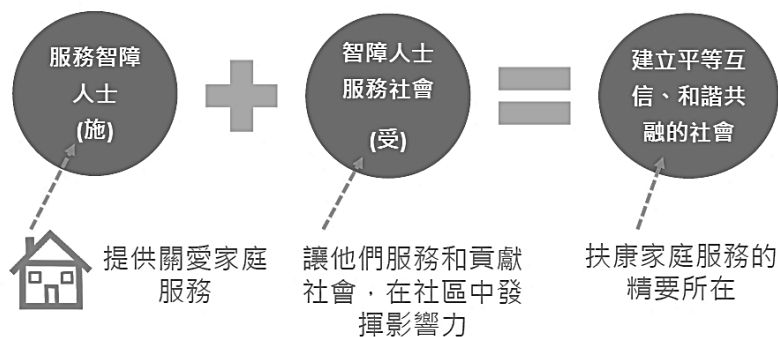 服務智障
人士
(施)
智障人士
服務社會
(受)
建立平等互
信、和諧共
融的社會
提供關愛家庭
服務
讓他們服務和貢獻
社會，在社區中發
揮影響力
扶康家庭服務的
精要所在